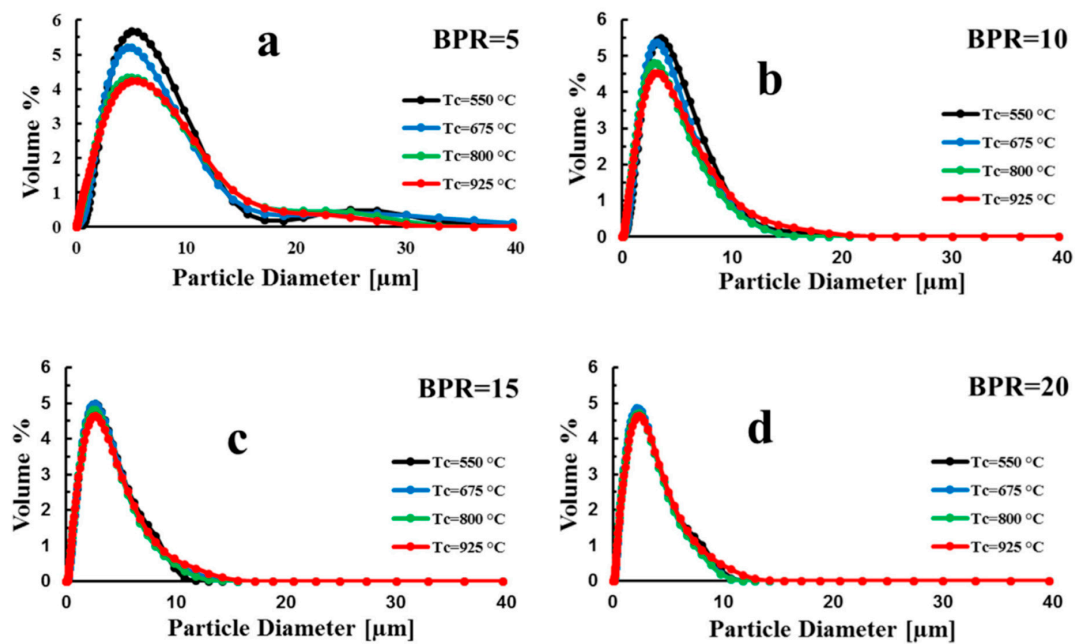 a
BPR=5
6
5
4
3
2
1
0
Volume %
Tc=550 °C
Tc=675 °C
Tc=800 °C
Tc=925 °C
0 10 20 30 40
Particle Diameter [µm]
b
BPR=10
6
5
4
3
2
1
0
Volume %
Tc=550 °C
Tc=675 °C
Tc=800 °C
Tc=925 °C
0 10 20 30 40
Particle Diameter [µm]
c
BPR=15
6
5
4
3
2
1
0
Volume %
Tc=550 °C
Tc=675 °C
Tc=800 °C
Tc=925 °C
0 10 20 30 40
Particle Diameter [µm]
d
BPR=20
6
5
4
3
2
1
0
Volume %
Tc=550 °C
Tc=675 °C
Tc=800 °C
Tc=925 °C
0 10 20 30 40
Particle Diameter [µm]